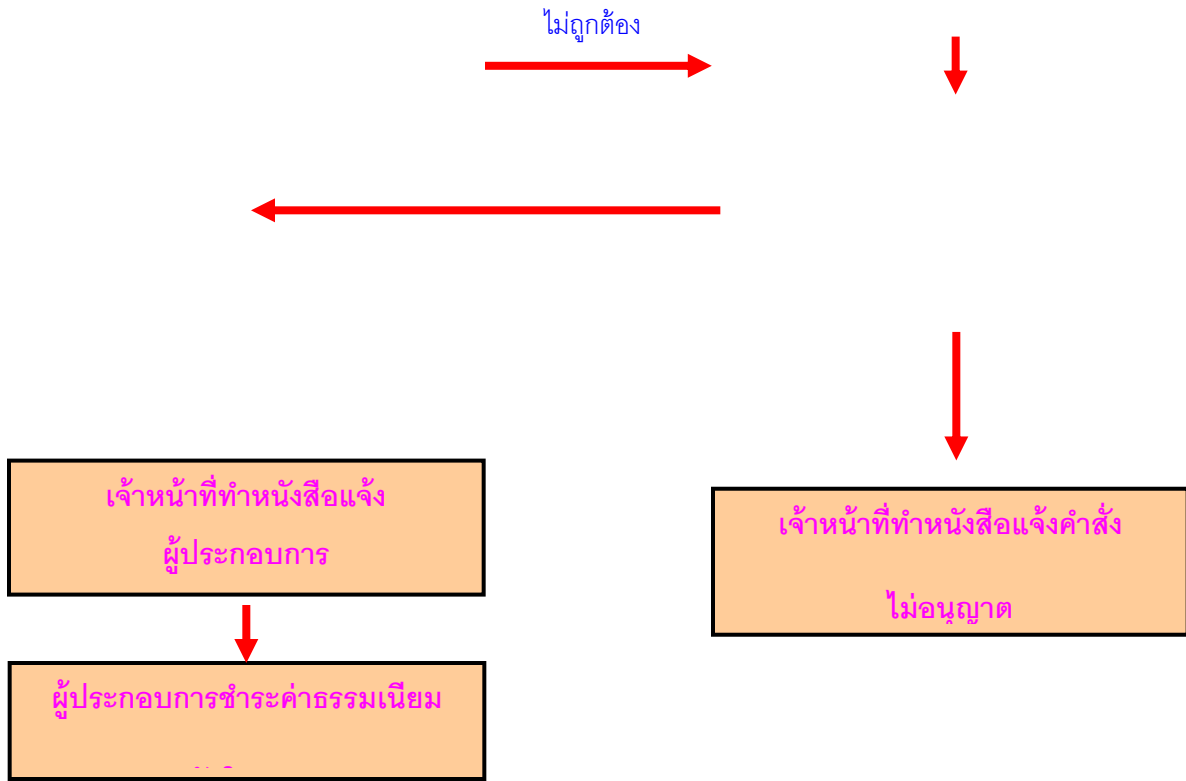 ไม่ถูกต้อง
เจ้าหน้าที่ทำหนังสือแจ้ง
ผู้ประกอบการ
เจ้าหน้าที่ทำหนังสือแจ้งคำสั่ง
ไม่อนุญาต
ผู้ประกอบการชำระค่าธรรมเนียม